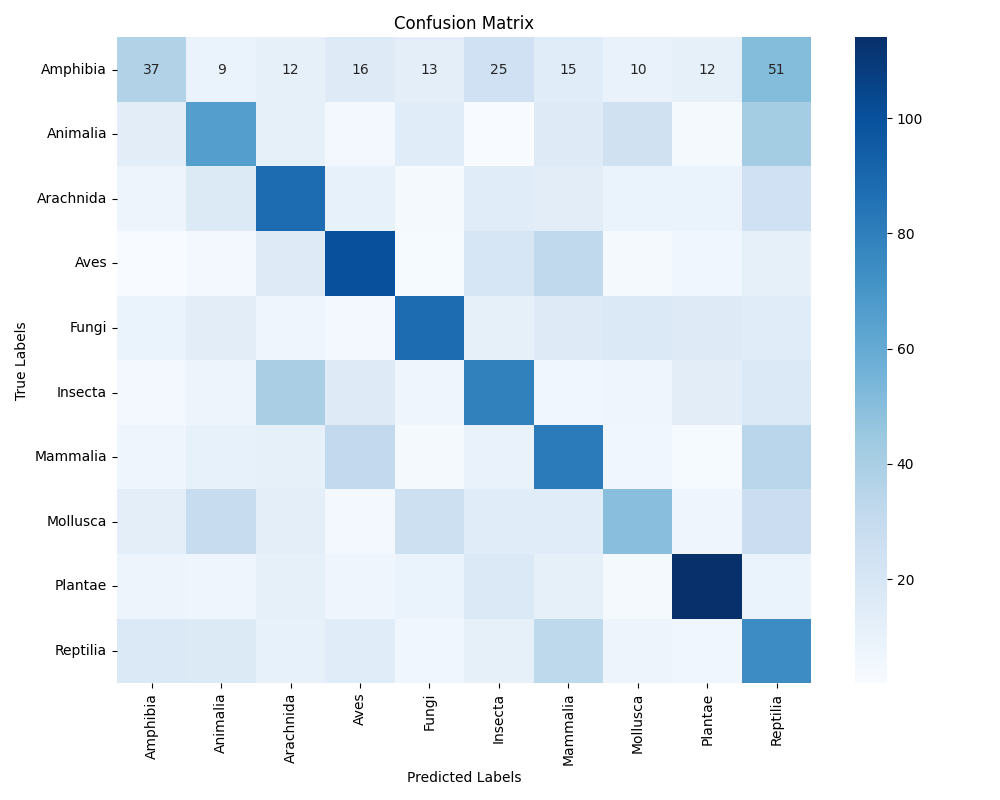 Confusion Matrix
True Labels
Amphibia 37 9 12 16 13 25 15 10 12 51
Animalia
Arachnida
Aves
Fungi
Insecta
Mammalia
Mollusca
Plantae
Reptilia
Amphibia Animalia Arachnida Aves Fungi Insecta Mammalia Mollusca Plantae Reptilia
Predicted Labels
100
80
60
40
20